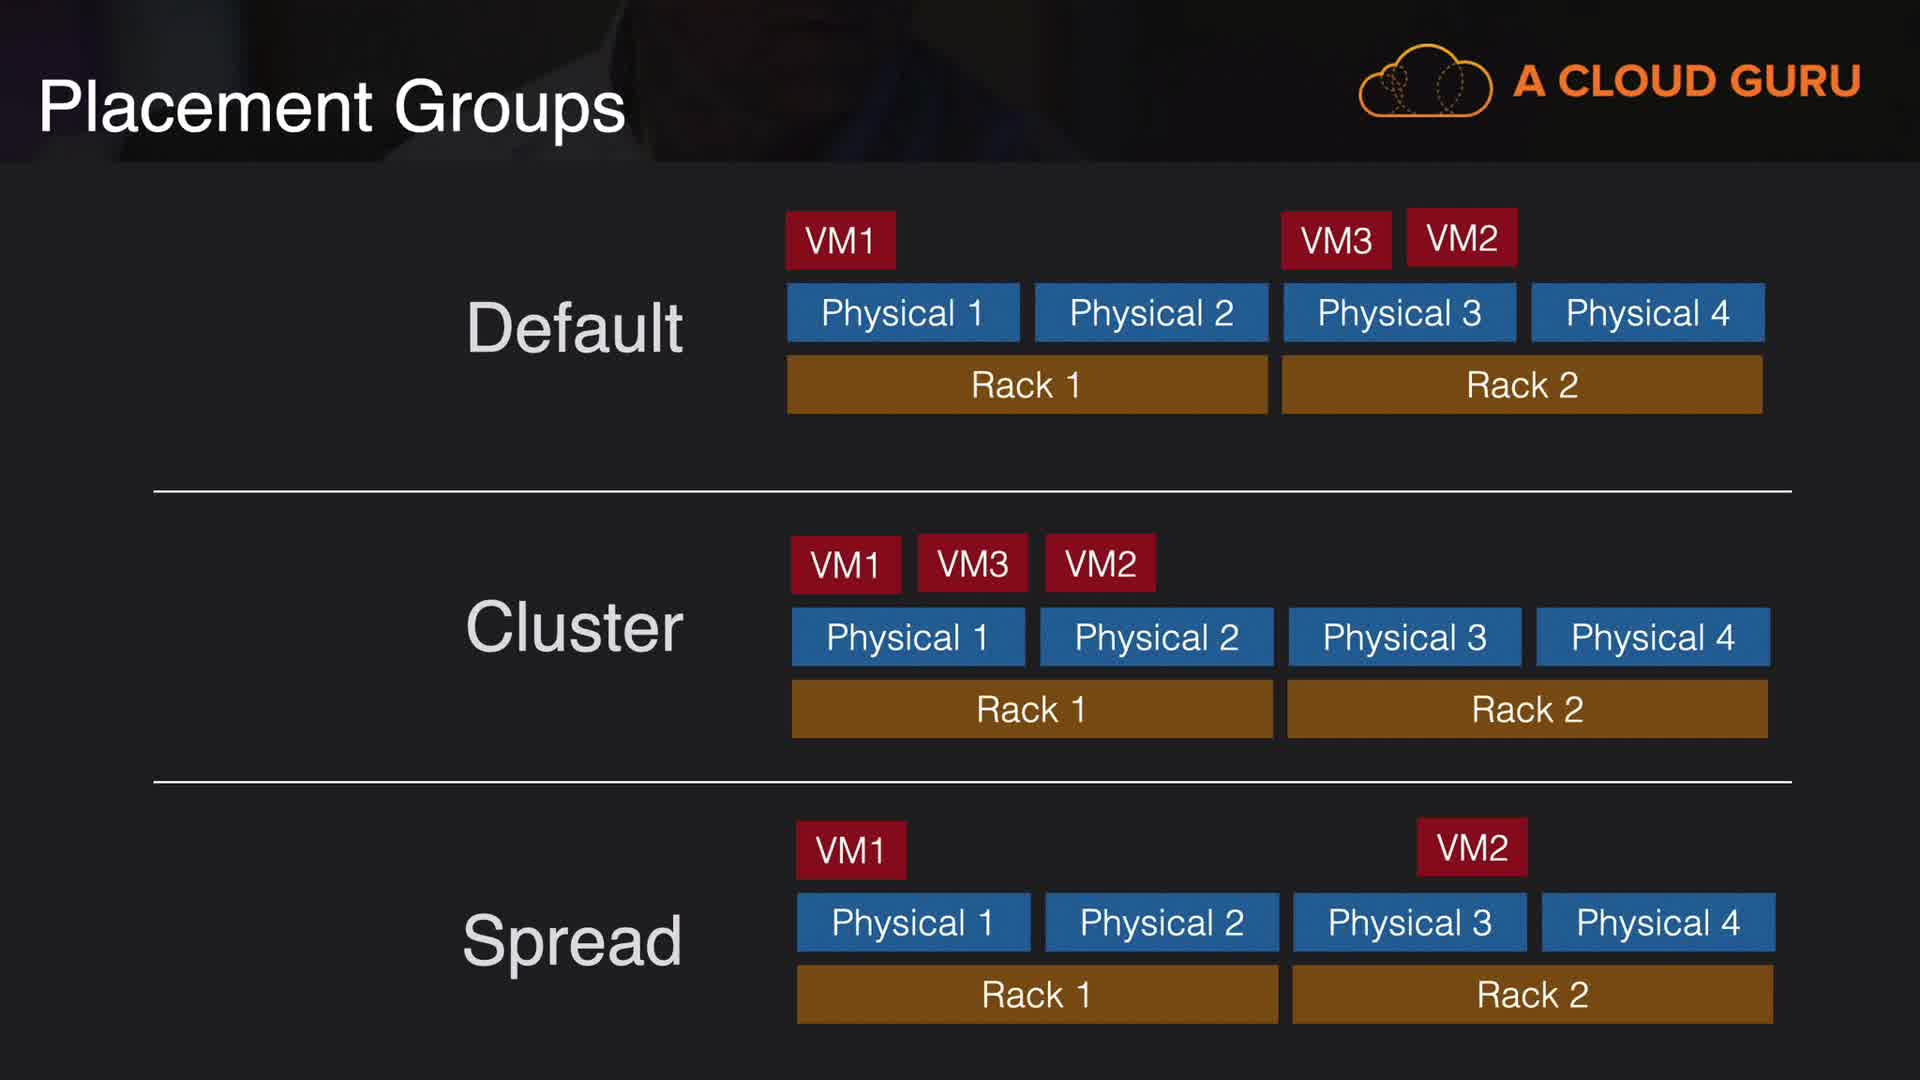 Placement Groups
A CLOUD GURU
Default
VM1 VM3 VM2
Physical 1 Physical 2 Physical 3 Physical 4
Rack 1 Rack 2
Cluster
VM1 VM3 VM2
Physical 1 Physical 2 Physical 3 Physical 4
Rack 1 Rack 2
Spread
VM1 VM2
Physical 1 Physical 2 Physical 3 Physical 4
Rack 1 Rack 2